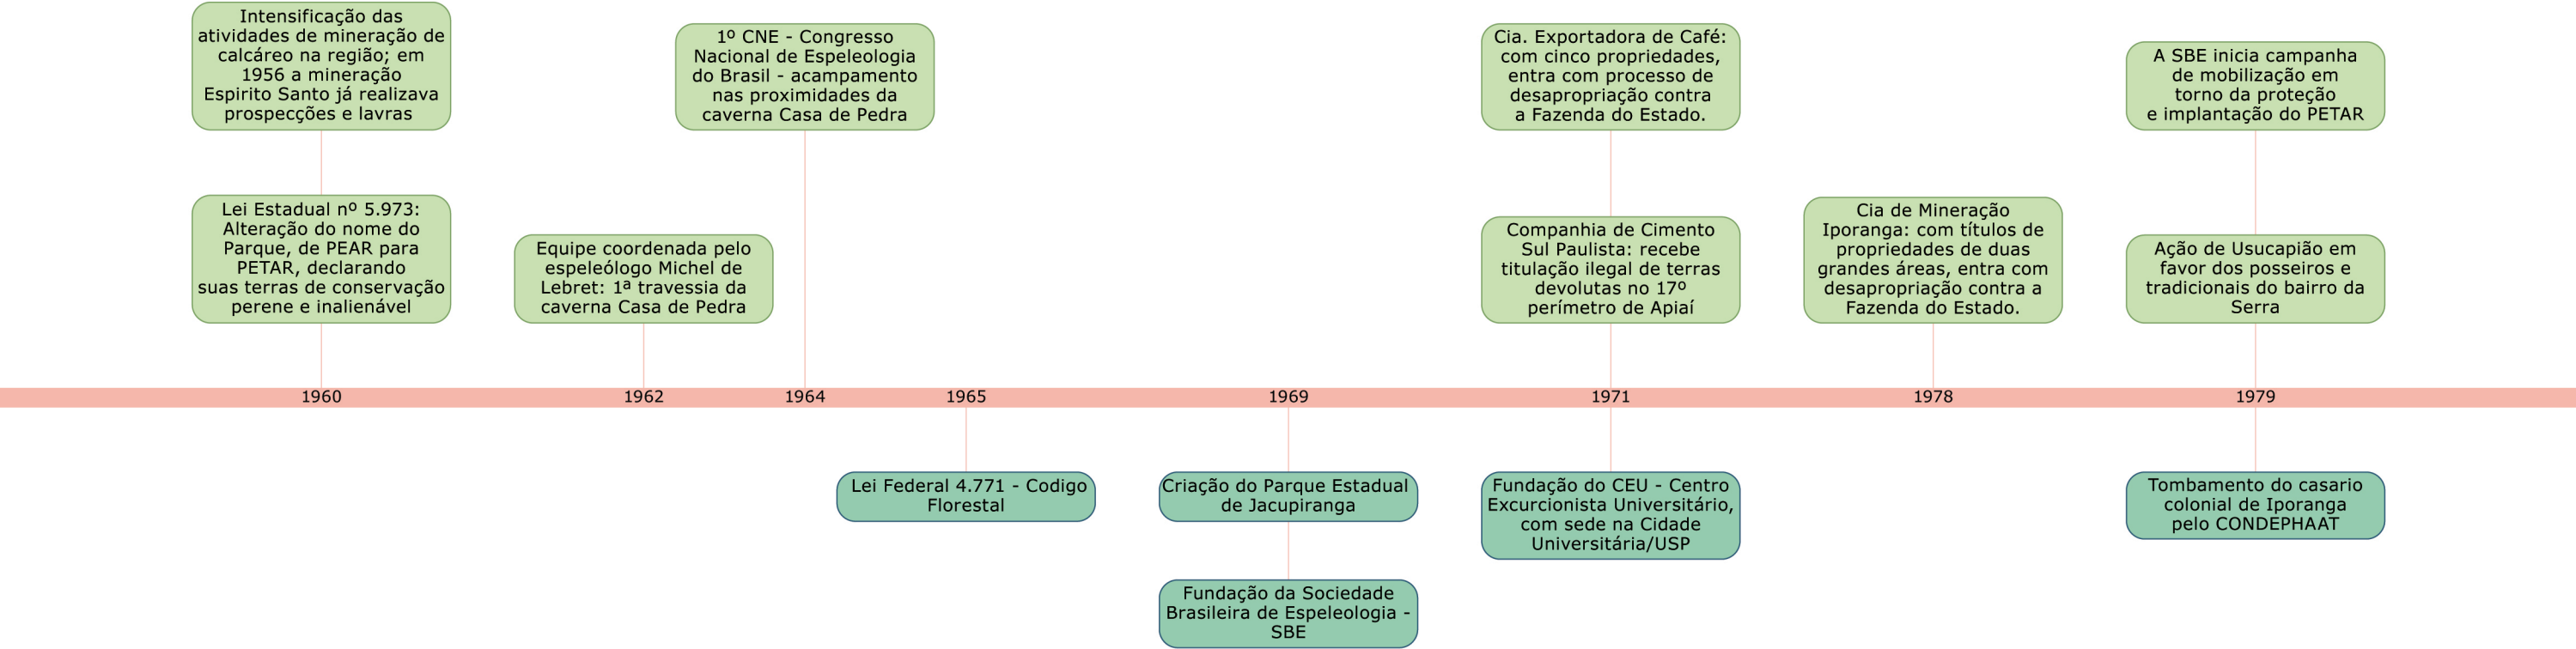 Intensificação das
atividades de mineração de
calcáreo na região; em
1956 a mineração
Espirito Santo já realizava
prospecções e lavras
1º CNE - Congresso
Nacional de Espeleologia
do Brasil - acampamento
nas proximidades da
caverna Casa de Pedra
Cia. Exportadora de Café:
com cinco propriedades,
entra com processo de
desapropriação contra
a Fazenda do Estado.
A SBE inicia campanha
de mobilização em
torno da proteção
e implantação do PETAR
Lei Estadual nº 5.973:
Alteração do nome do
Parque, de PEAR para
PETAR, declarando
suas terras de conservação
perene e inalienável
Equipe coordenada pelo
espeleólogo Michel de
Lebret: 1ª travessia da
caverna Casa de Pedra
Companhia de Cimento
Sul Paulista: recebe
titulação ilegal de terras
devolutas no 17º
perímetro de Apiaí
Cia de Mineração
Iporanga: com títulos de
propriedades de duas
grandes áreas, entra com
desapropriação contra a
Fazenda do Estado.
Ação de Usucapião em
favor dos posseiros e
tradicionais do bairro da
Serra
1960 1962 1964 1965 1969 1971 1978 1979
Lei Federal 4.771 - Codigo
Florestal
Criação do Parque Estadual
de Jacupiranga
Fundação do CEU - Centro
Excurcionista Universitário,
com sede na Cidade
Universitária/USP
Tombamento do casario
colonial de Iporanga
pelo CONDEPHAAT
Fundação da Sociedade
Brasileira de Espeleologia -
SBE